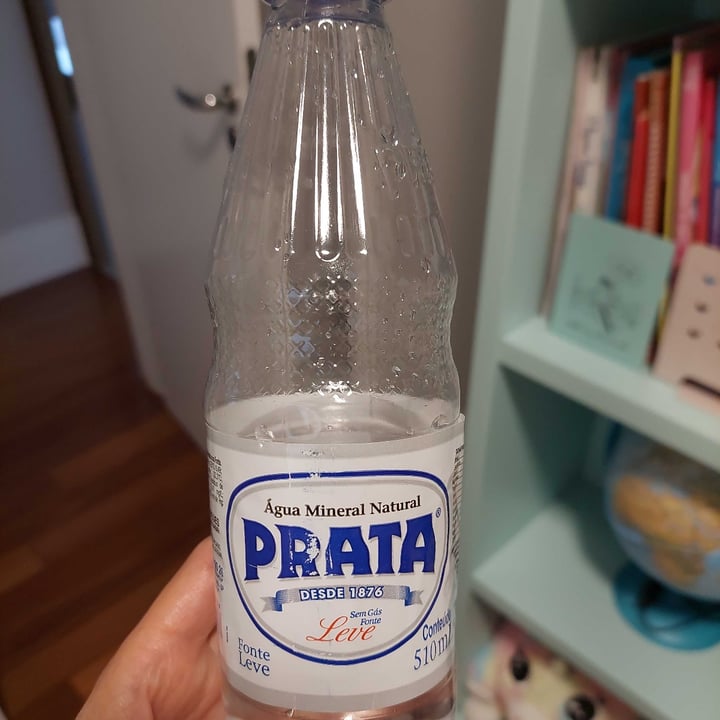 Água Mineral Natural
PRATA®
DESDE 1876
Sem Gás
Fonte
Leve
Fonte
Leve
Conteúdo
510ml